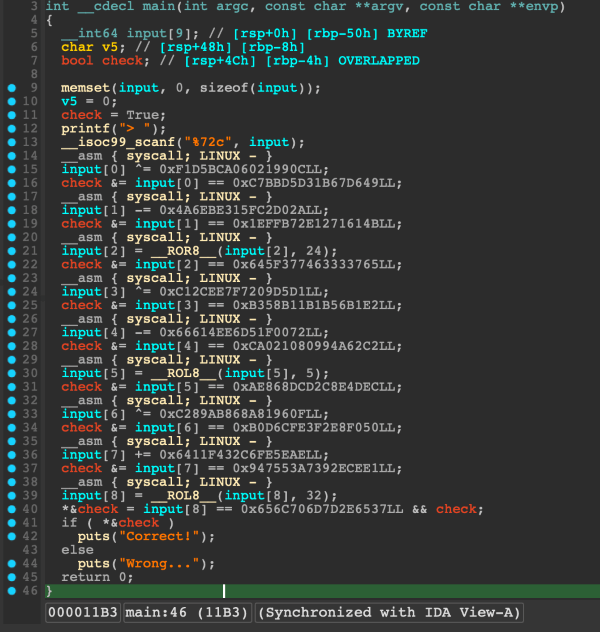 3 int __cdecl main(int argc, const char **argv, const char **envp)
4 {
5 __int64 input[9]; // [rsp+0h] [rbp-50h] BYREF
6 char v5; // [rsp+48h] [rbp-8h]
7 bool check; // [rsp+4Ch] [rbp-4h] OVERLAPPED
8
9 memset(input, 0, sizeof(input));
10 v5 = 0;
11 check = True;
12 printf("> ");
13 __isoc99_scanf("%72c", input);
14 __asm { syscall; LINUX - }
15 input[0] ^= 0xF1D5BCA06021990CLL;
16 check &= input[0] == 0xC7BBD5D31B67D649LL;
17 __asm { syscall; LINUX - }
18 input[1] -= 0x4A6EBE315FC2D02ALL;
19 check &= input[1] == 0x1EFFB72E1271614BLL;
20 __asm { syscall; LINUX - }
21 input[2] = __ROR8__(input[2], 24);
22 check &= input[2] == 0x645F377463333765LL;
23 __asm { syscall; LINUX - }
24 input[3] ^= 0xC12CEE7F7209D5D1LL;
25 check &= input[3] == 0xB358B11B1B56B1E2LL;
26 __asm { syscall; LINUX - }
27 input[4] -= 0x66614EE6D51F0072LL;
28 check &= input[4] == 0xCA021080994A62C2LL;
29 __asm { syscall; LINUX - }
30 input[5] = __ROL8__(input[5], 5);
31 check &= input[5] == 0xAE868DCD2C8E4DECLL;
32 __asm { syscall; LINUX - }
33 input[6] ^= 0xC289AB868A81960FLL;
34 check &= input[6] == 0xB0D6CFE3F2E8F050LL;
35 __asm { syscall; LINUX - }
36 input[7] += 0x6411F432C6FE5EAELL;
37 check &= input[7] == 0x947553A7392ECEE1LL;
38 __asm { syscall; LINUX - }
39 input[8] = __ROL8__(input[8], 32);
40 *&check = input[8] == 0x656C706D7D2E6537LL && check;
41 if ( *&check )
42 puts("Correct!");
43 else
44 puts("Wrong...");
45 return 0;
46 }
000011B3 main:46 (11B3) (Synchronized with IDA View-A)